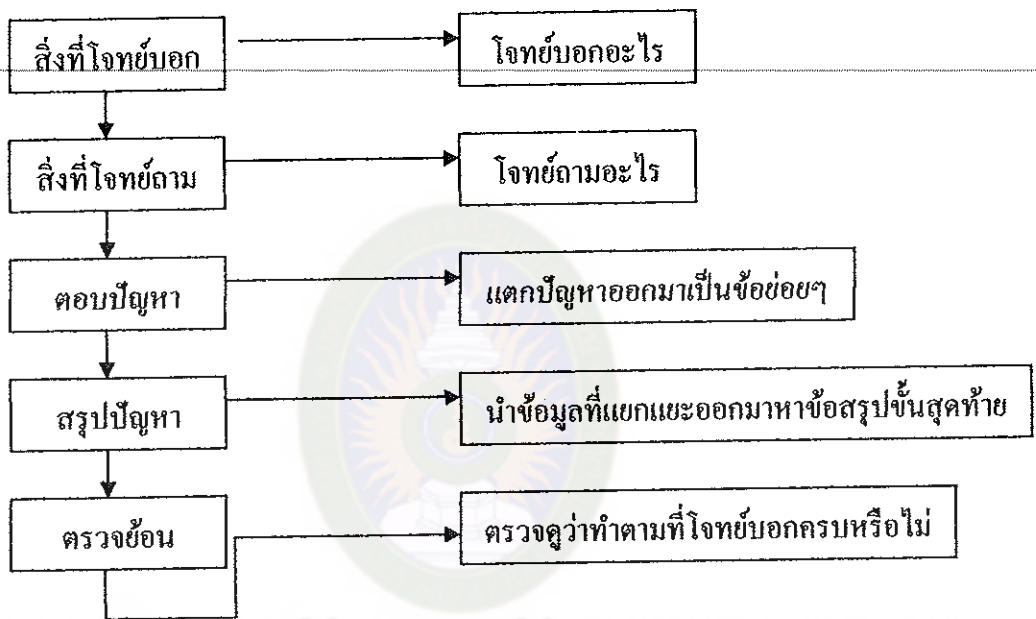 สิ่งที่โจทย์บอก
โจทย์บอกอะไร
สิ่งที่โจทย์ถาม
โจทย์ถามอะไร
ตอบปัญหา
แตกปัญหาออกมาเป็นข้อย่อยๆ
สรุปปัญหา
นำข้อมูลที่แยกแยะออกมาหาข้อสรุปขั้นสุดท้าย
ตรวจย้อน
ตรวจดูว่าทำตามที่โจทย์บอกครบหรือไม่